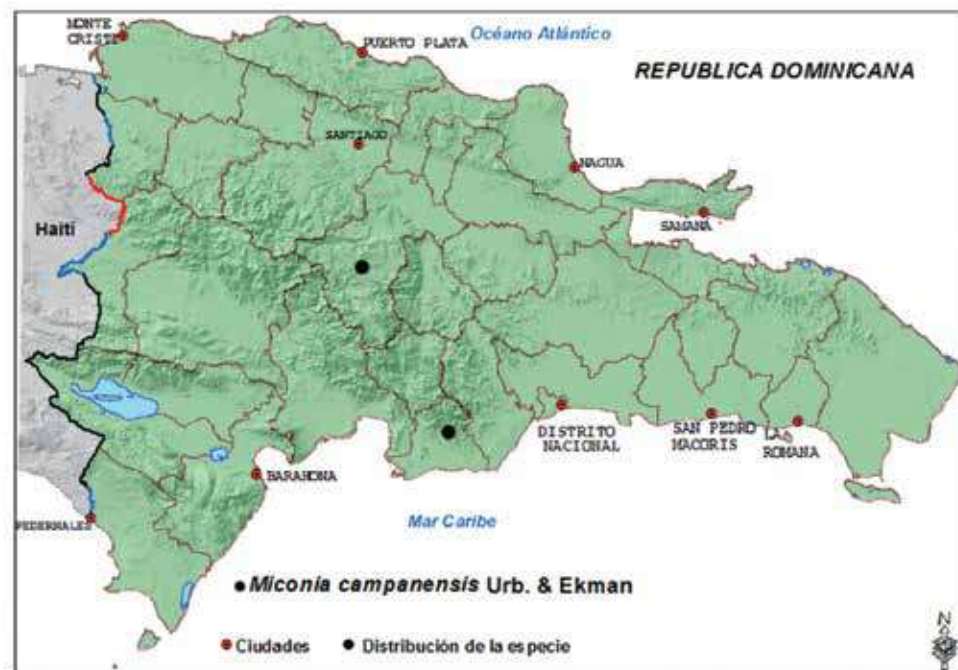 MONTE
CRISTI
PUERTO PLATA
Océano Atlántico
REPUBLICA DOMINICANA
SANTIAGO
NAGUA
SAMANA
Haití
DISTRITO
NACIONAL
SAN PEDRO
MACORIS
LA
ROMANA
BARAHONA
PEDERNALES
Mar Caribe
Miconia campanensis Urb. & Ekman
Ciudades
Distribución de la especie
N